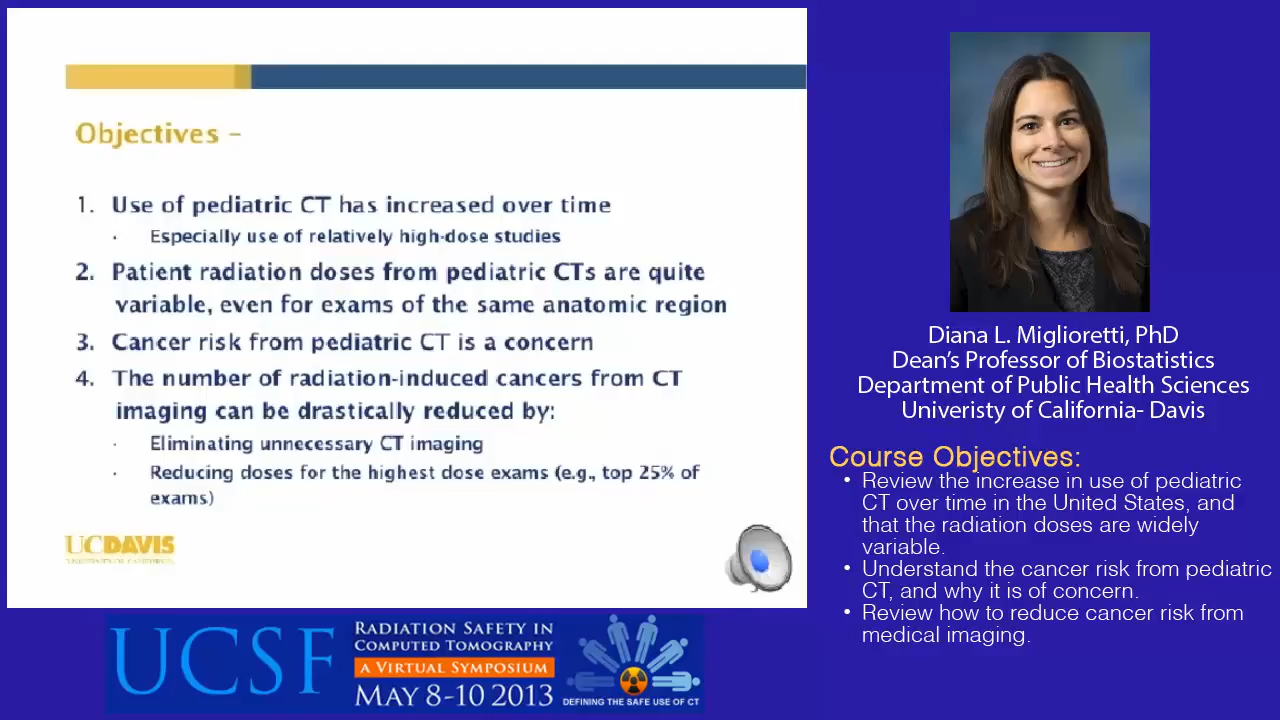 Objectives –
1. Use of pediatric CT has increased over time
· Especially use of relatively high-dose studies
2. Patient radiation doses from pediatric CTs are quite
variable, even for exams of the same anatomic region
3. Cancer risk from pediatric CT is a concern
4. The number of radiation-induced cancers from CT
imaging can be drastically reduced by:
· Eliminating unnecessary CT imaging
· Reducing doses for the highest dose exams (e.g., top 25% of
exams)
UCDAVIS
UNIVERSITY OF CALIFORNIA
Diana L. Miglioretti, PhD
Dean’s Professor of Biostatistics
Department of Public Health Sciences
Univeristy of California- Davis
Course Objectives:
• Review the increase in use of pediatric
CT over time in the United States, and
that the radiation doses are widely
variable.
• Understand the cancer risk from pediatric
CT, and why it is of concern.
• Review how to reduce cancer risk from
medical imaging.
UCSF
RADIATION SAFETY IN
COMPUTED TOMOGRAPHY
A VIRTUAL SYMPOSIUM
MAY 8-10 2013
DEFINING THE SAFE USE OF CT